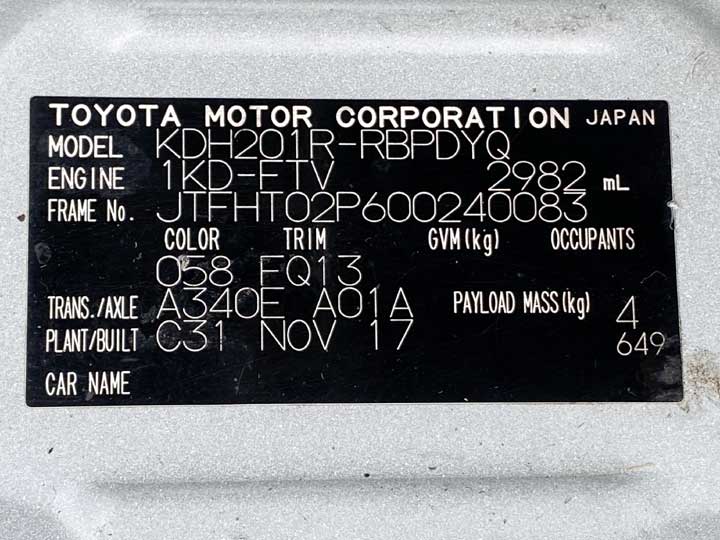 TOYOTA MOTOR CORPORATION JAPAN
MODEL KDH201R-RBPDYQ
ENGINE 1KD-FTV 2982 mL
FRAME No. JTFHT02P600240083
COLOR TRIM GVM(kg) OCCUPANTS
058 FQ13
TRANS./AXLE A340E A01A PAYLOAD MASS(kg) 4
PLANT/BUILT C31 NOV 17 649
CAR NAME